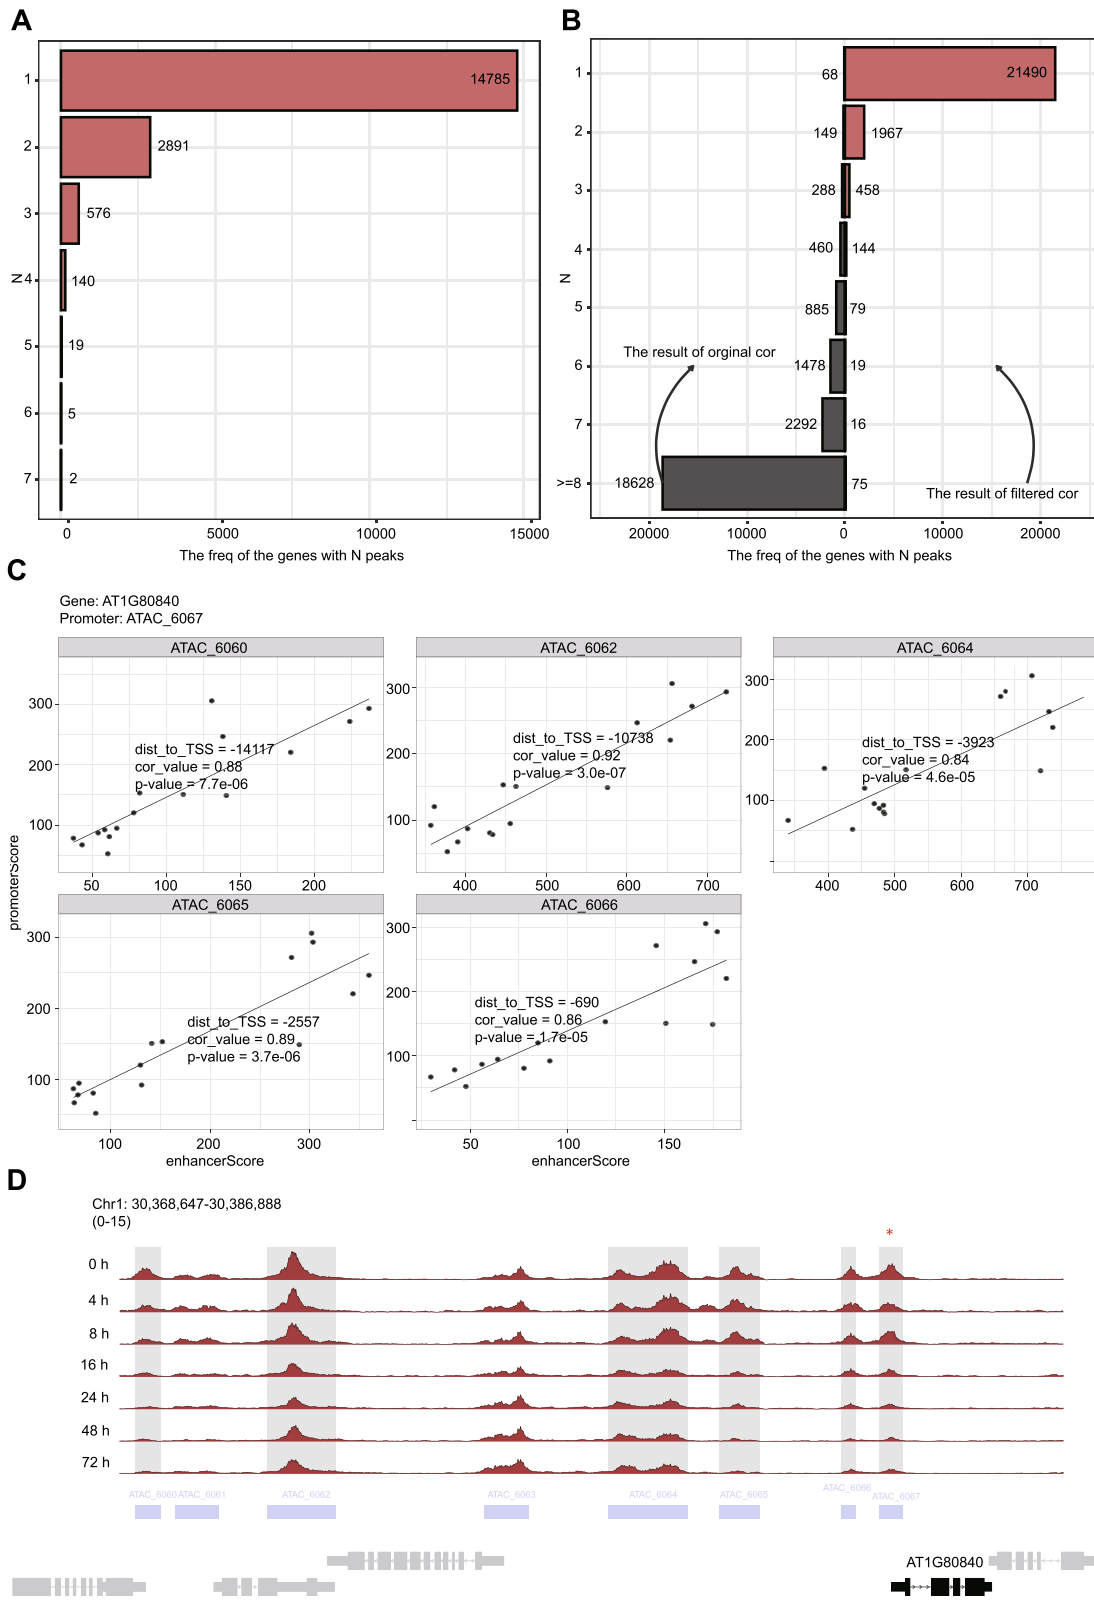 A
1
14785
2
2891
3
576
N
4
140
5
19
6
5
7
2
0
5000
10000
15000
The freq of the genes with N peaks
B
1
68
21490
2
149
1967
3
288
458
4
460
144
N
5
885
79
The result of orginal cor
6
1478
19
7
2292
16
>=8
18628
75
The result of filtered cor
20000
10000
0
10000
20000
The freq of the genes with N peaks
C
Gene: AT1G80840
Promoter: ATAC_6067
promoterScore
ATAC_6060
300
200
100
dist_to_TSS = -14117
cor_value = 0.88
p-value = 7.7e-06
50
100
150
200
ATAC_6062
300
200
100
dist_to_TSS = -10738
cor_value = 0.92
p-value = 3.0e-07
400
500
600
700
ATAC_6064
300
200
100
dist_to_TSS = -3923
cor_value = 0.84
p-value = 4.6e-05
400
500
600
700
ATAC_6065
300
200
100
dist_to_TSS = -2557
cor_value = 0.89
p-value = 3.7e-06
100
200
300
enhancerScore
ATAC_6066
300
200
100
dist_to_TSS = -690
cor_value = 0.86
p-value = 1.7e-05
50
100
150
enhancerScore
D
Chr1: 30,368,647-30,386,888
(0-15)
*
0 h
4 h
8 h
16 h
24 h
48 h
72 h
ATAC_6060 ATAC_6061 ATAC_6062 ATAC_6063 ATAC_6064 ATAC_6065 ATAC_6066 ATAC_6067
AT1G80840